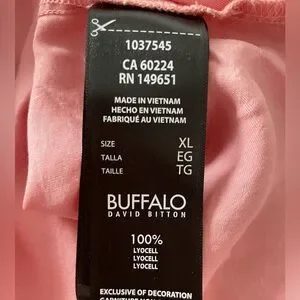 1037545
CA 60224
RN 149651
MADE IN VIETNAM
HECHO EN VIETNAM
FABRIQUÉ AU VIETNAM
SIZE XL
TALLA EG
TAILLE TG
BUFFALO
DAVID BITTON
100%
LYOCELL
LYOCELL
LYOCELL
EXCLUSIVE OF DECORATION